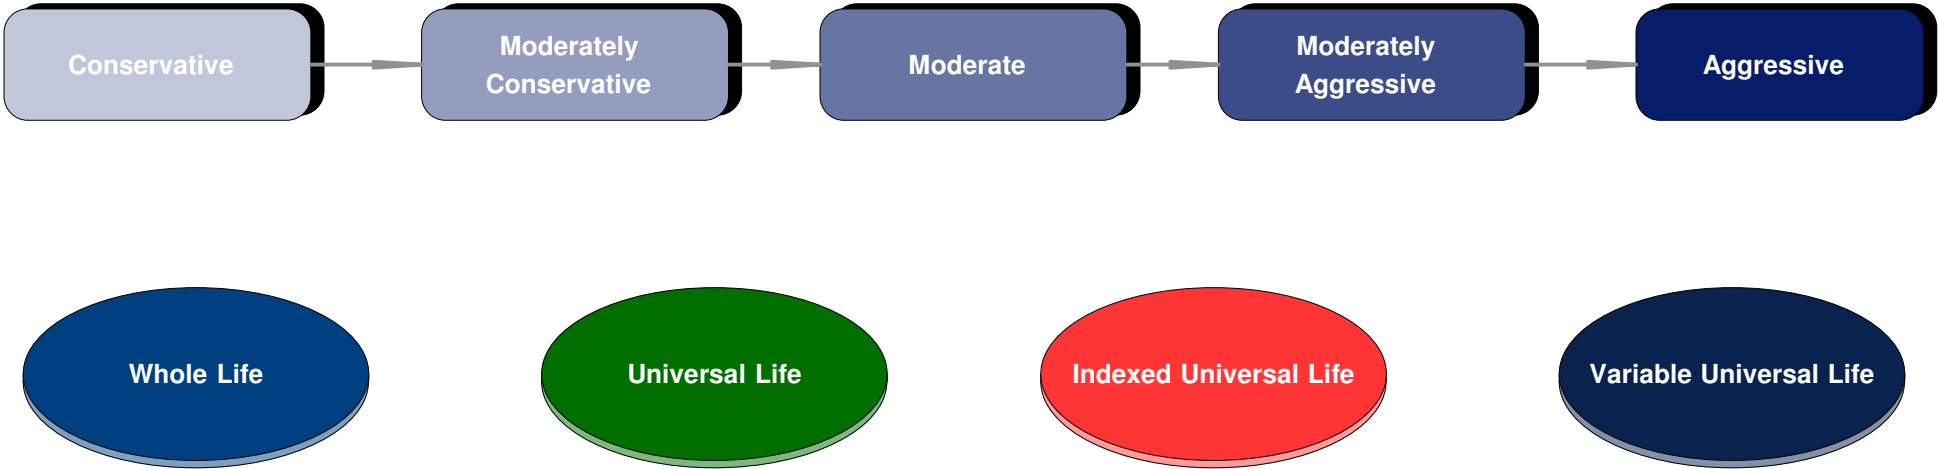 Conservative
Moderately
Conservative
Moderate
Moderately
Aggressive
Aggressive
Whole Life
Universal Life
Indexed Universal Life
Variable Universal Life